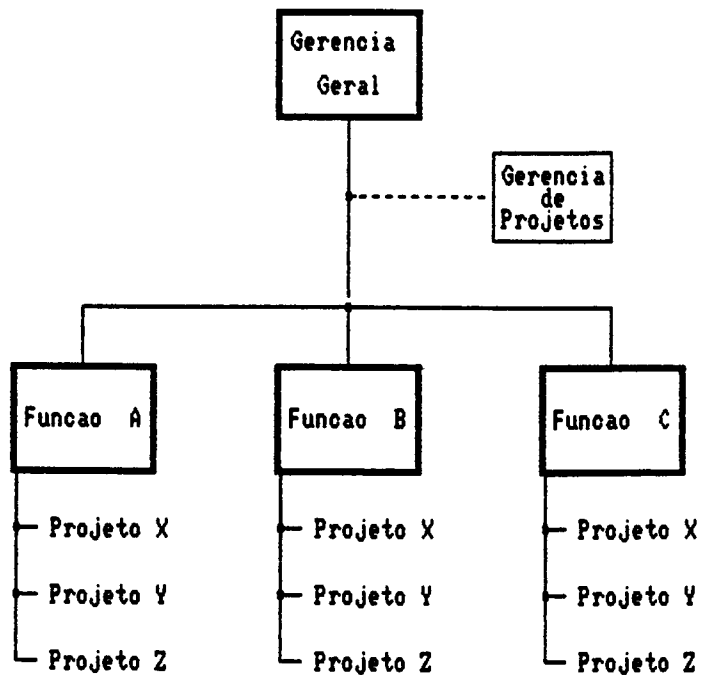 Gerencia
Geral
Gerencia
de
Projetos
Funcao A
Funcao B
Funcao C
Projeto X
Projeto X
Projeto X
Projeto Y
Projeto Y
Projeto Y
Projeto Z
Projeto Z
Projeto Z